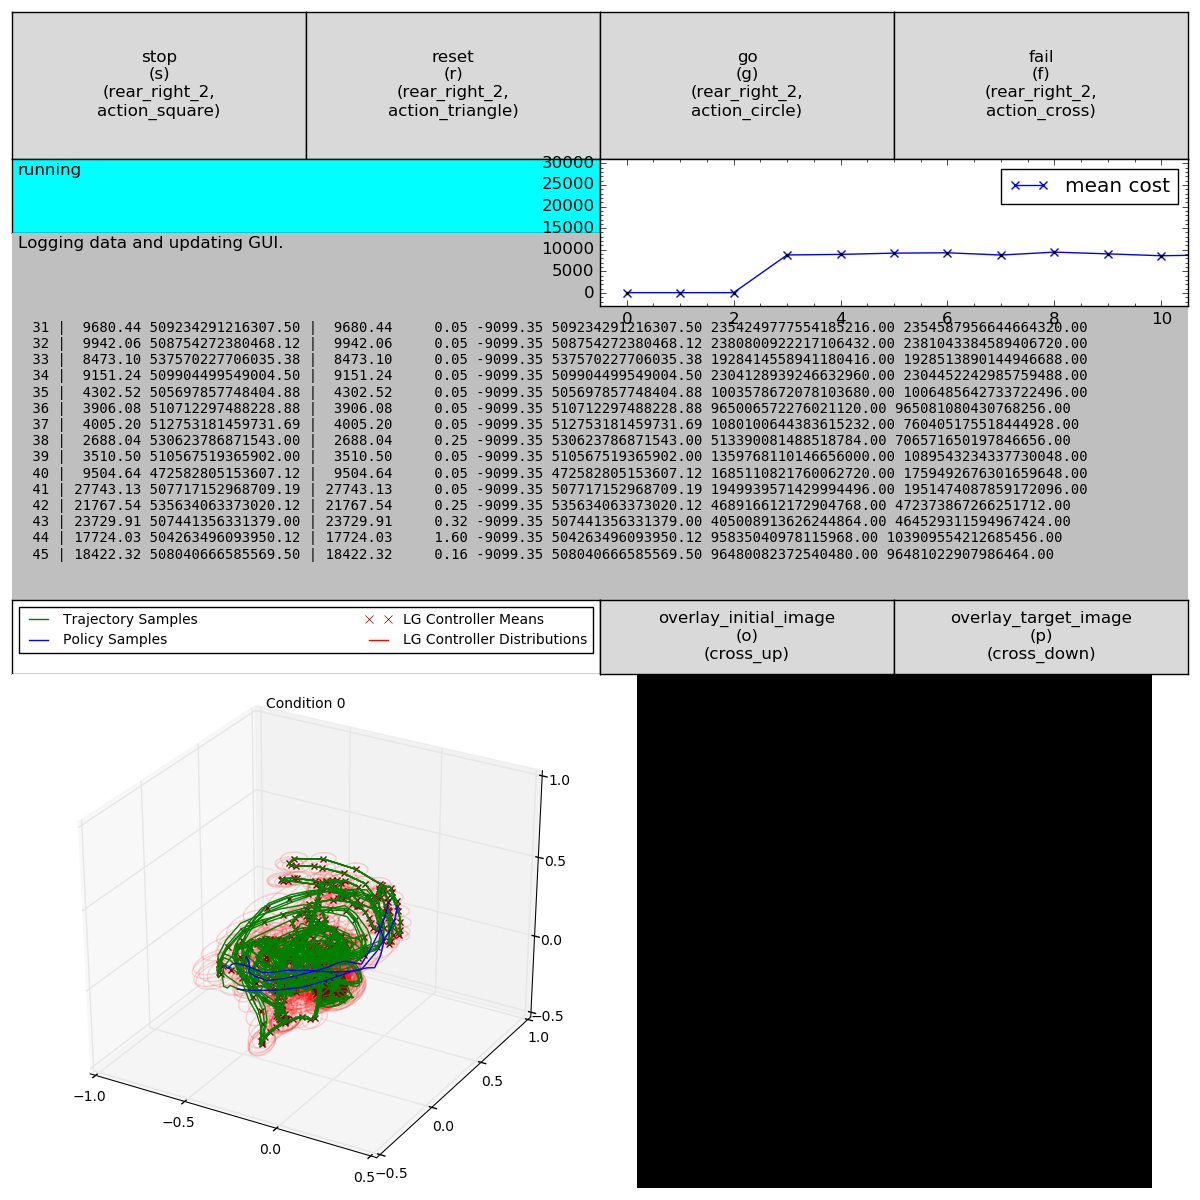 stop
(s)
(rear_right_2,
action_square)
reset
(r)
(rear_right_2,
action_triangle)
go
(g)
(rear_right_2,
action_circle)
fail
(f)
(rear_right_2,
action_cross)
running
Logging data and updating GUI.
30000
25000
20000
15000
10000
5000
0
mean cost
0 2 4 6 8 10
31 | 9680.44 509234291216307.50 | 9680.44 0.05 -9099.35 509234291216307.50 2354249777554185216.00 2354587956644664320.00
32 | 9942.06 508754272380468.12 | 9942.06 0.05 -9099.35 508754272380468.12 2380800922217106432.00 2381043384589406720.00
33 | 8473.10 537570227706035.38 | 8473.10 0.05 -9099.35 537570227706035.38 1928414558941180416.00 1928513890144946688.00
34 | 9151.24 509904499549004.50 | 9151.24 0.05 -9099.35 509904499549004.50 2304128939246632960.00 2304452242985759488.00
35 | 4302.52 505697857748404.88 | 4302.52 0.05 -9099.35 505697857748404.88 1003578672078103680.00 1006485642733722496.00
36 | 3906.08 510712297488228.88 | 3906.08 0.05 -9099.35 510712297488228.88 965006572276021120.00 965081080430768256.00
37 | 4005.20 512753181459731.69 | 4005.20 0.05 -9099.35 512753181459731.69 1080100644383615232.00 760405175518444928.00
38 | 2688.04 530623786871543.00 | 2688.04 0.25 -9099.35 530623786871543.00 513390081488518784.00 706571650197846656.00
39 | 3510.50 510567519365902.00 | 3510.50 0.05 -9099.35 510567519365902.00 1359768110146656000.00 1089543234337730048.00
40 | 9504.64 472582805153607.12 | 9504.64 0.05 -9099.35 472582805153607.12 1685110821760062720.00 1759492676301659648.00
41 | 27743.13 507717152968709.19 | 27743.13 0.05 -9099.35 507717152968709.19 1949939571429994496.00 1951474087859172096.00
42 | 21767.54 535634063373020.12 | 21767.54 0.25 -9099.35 535634063373020.12 468916612172904768.00 472373867266251712.00
43 | 23729.91 507441356331379.00 | 23729.91 0.32 -9099.35 507441356331379.00 405008913626244864.00 464529311594967424.00
44 | 17724.03 504263496093950.12 | 17724.03 1.60 -9099.35 504263496093950.12 95835040978115968.00 103909554212685456.00
45 | 18422.32 508040666585569.50 | 18422.32 0.16 -9099.35 508040666585569.50 96480082372540480.00 96481022907986464.00
Trajectory Samples
Policy Samples
LG Controller Means
LG Controller Distributions
overlay_initial_image
(o)
(cross_up)
overlay_target_image
(p)
(cross_down)
Condition 0
1.0
0.5
0.0
−0.5
1.0
0.5
0.0
−0.5
−1.0
−0.5
0.0
0.5